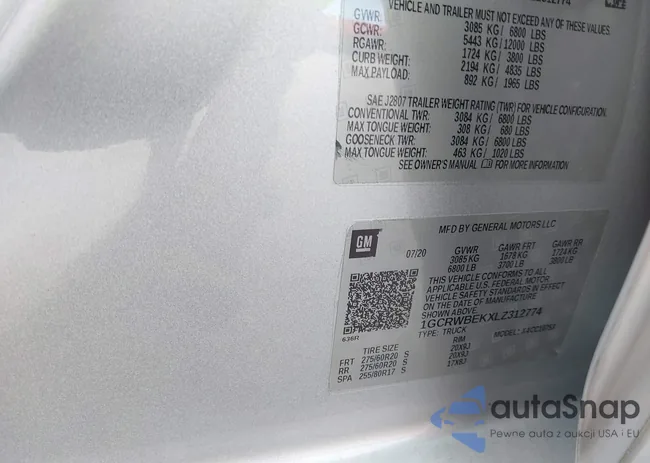 VEHICLE AND TRAILER MUST NOT EXCEED ANY OF THESE VALUES.
GVWR: 3085 KG / 6800 LBS
GCWR: 5443 KG / 12000 LBS
RGAWR: 1724 KG / 3800 LBS
CURB WEIGHT: 2194 KG / 4835 LBS
MAX PAYLOAD: 892 KG / 1965 LBS
SAE J2807 TRAILER WEIGHT RATING (TWR) FOR VEHICLE CONFIGURATION.
CONVENTIONAL TWR: 3084 KG / 6800 LBS
MAX TONGUE WEIGHT: 308 KG / 680 LBS
GOOSENECK TWR: 3084 KG / 6800 LBS
MAX TONGUE WEIGHT: 463 KG / 1020 LBS
SEE OWNER'S MANUAL FOR MORE INFORMATION
MFD BY GENERAL MOTORS LLC
GM
07/20 GVWR GAWR FRT GAWR RR
3085 KG 1678 KG 1724 KG
6800 LB 3700 LB 3800 LB
THIS VEHICLE CONFORMS TO ALL
APPLICABLE U.S. FEDERAL MOTOR
VEHICLE SAFETY STANDARDS IN EFFECT
ON THE DATE OF MANUFACTURE
SHOWN ABOVE.
1GCRWBEKXLZ312774
TYPE: TRUCK MODEL:
636R
TIRE SIZE RIM
FRT 275/60R20 S 20X9J
RR 275/60R20 S 20X9J
SPA 255/80R17 S 17X8J
autaSnap
Pewne auta z aukcji USA i EU